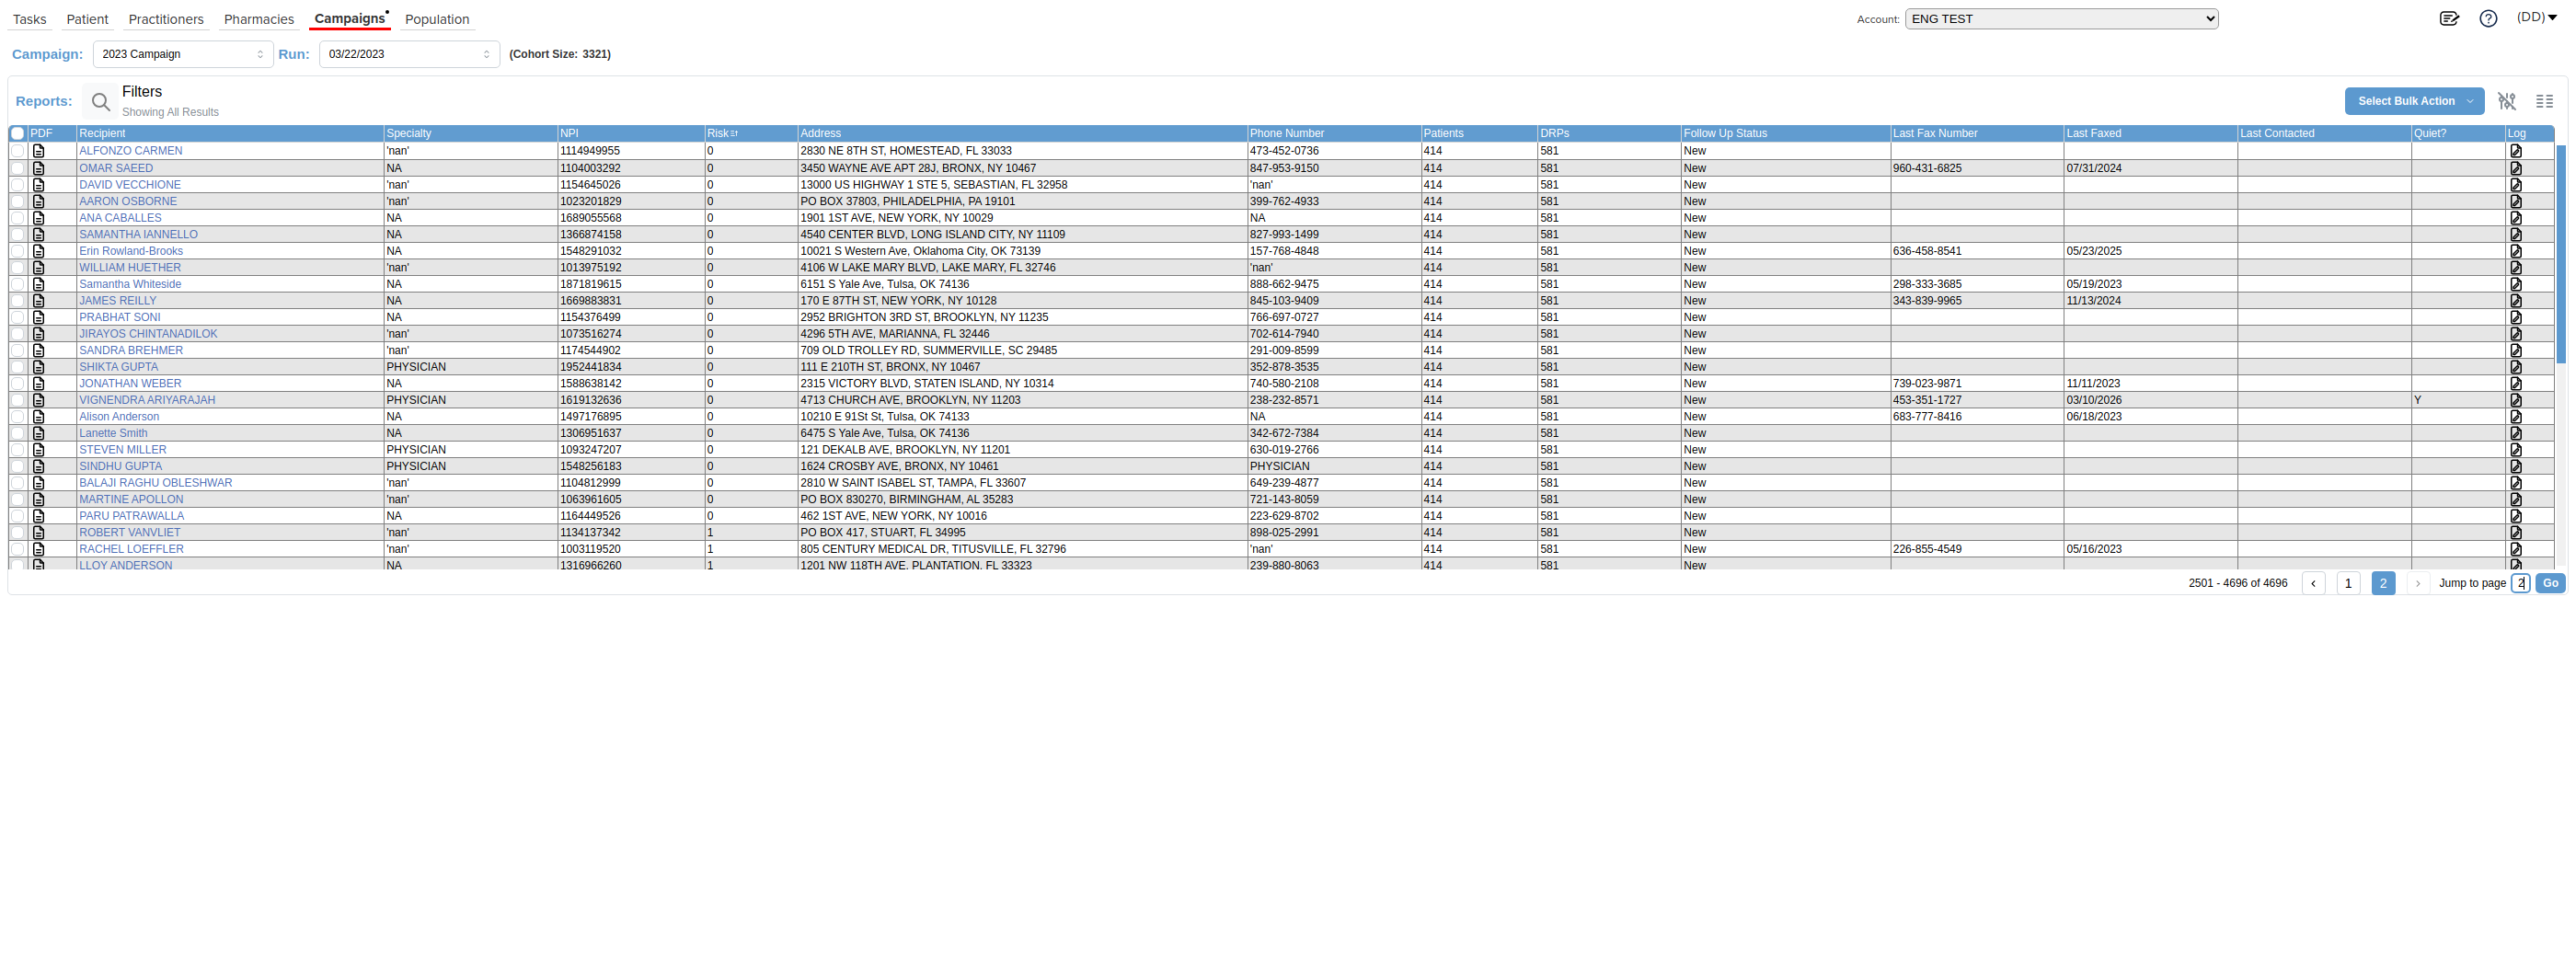 Tasks Patient Practitioners Pharmacies Campaigns Population Account: ENG TEST (DD)
Campaign: 2023 Campaign Run: 03/22/2023 (Cohort Size: 3321)
Reports: Filters Select Bulk Action
Showing All Results
PDF Recipient Specialty NPI Risk Address Phone Number Patients DRPs Follow Up Status Last Fax Number Last Faxed Last Contacted Quiet? Log
ALFONZO CARMEN 'nan' 1114949955 0 2830 NE 8TH ST, HOMESTEAD, FL 33033 473-452-0736 414 581 New
OMAR SAEED NA 1104003292 0 3450 WAYNE AVE APT 28J, BRONX, NY 10467 847-953-9150 414 581 New 960-431-6825 07/31/2024
DAVID VECCHIONE 'nan' 1154645026 0 13000 US HIGHWAY 1 STE 5, SEBASTIAN, FL 32958 'nan' 414 581 New
AARON OSBORNE 'nan' 1023201829 0 PO BOX 37803, PHILADELPHIA, PA 19101 399-762-4933 414 581 New
ANA CABALLES NA 1689055568 0 1901 1ST AVE, NEW YORK, NY 10029 NA 414 581 New
SAMANTHA IANNELLO NA 1366874158 0 4540 CENTER BLVD, LONG ISLAND CITY, NY 11109 827-993-1499 414 581 New
Erin Rowland-Brooks NA 1548291032 0 10021 S Western Ave, Oklahoma City, OK 73139 157-768-4848 414 581 New 636-458-8541 05/23/2025
WILLIAM HUETHER 'nan' 1013975192 0 4106 W LAKE MARY BLVD, LAKE MARY, FL 32746 'nan' 414 581 New
Samantha Whiteside NA 1871819615 0 6151 S Yale Ave, Tulsa, OK 74136 888-662-9475 414 581 New 298-333-3685 05/19/2023
JAMES REILLY NA 1669883831 0 170 E 87TH ST, NEW YORK, NY 10128 845-103-9409 414 581 New 343-839-9965 11/13/2024
PRABHAT SONI NA 1154376499 0 2952 BRIGHTON 3RD ST, BROOKLYN, NY 11235 766-697-0727 414 581 New
JIRAYOS CHINTANADILOK 'nan' 1073516274 0 4296 5TH AVE, MARIANNA, FL 32446 702-614-7940 414 581 New
SANDRA BREHMER 'nan' 1174544902 0 709 OLD TROLLEY RD, SUMMERVILLE, SC 29485 291-009-8599 414 581 New
SHIKTA GUPTA PHYSICIAN 1952441834 0 111 E 210TH ST, BRONX, NY 10467 352-878-3535 414 581 New
JONATHAN WEBER NA 1588638142 0 2315 VICTORY BLVD, STATEN ISLAND, NY 10314 740-580-2108 414 581 New 739-023-9871 11/11/2023
VIGNENDRA ARIYARAJAH PHYSICIAN 1619132636 0 4713 CHURCH AVE, BROOKLYN, NY 11203 238-232-8571 414 581 New 453-351-1727 03/10/2026 Y
Alison Anderson NA 1497176895 0 10210 E 91St St, Tulsa, OK 74133 NA 414 581 New 683-777-8416 06/18/2023
Lanette Smith NA 1306951637 0 6475 S Yale Ave, Tulsa, OK 74136 342-672-7384 414 581 New
STEVEN MILLER PHYSICIAN 1093247207 0 121 DEKALB AVE, BROOKLYN, NY 11201 630-019-2766 414 581 New
SINDHU GUPTA PHYSICIAN 1548256183 0 1624 CROSBY AVE, BRONX, NY 10461 PHYSICIAN 414 581 New
BALAJI RAGHU OBLESHWAR 'nan' 1104812999 0 2810 W SAINT ISABEL ST, TAMPA, FL 33607 649-239-4877 414 581 New
MARTINE APOLLON 'nan' 1063961605 0 PO BOX 830270, BIRMINGHAM, AL 35283 721-143-8059 414 581 New
PARU PATRAWALLA NA 1164449526 0 462 1ST AVE, NEW YORK, NY 10016 223-629-8702 414 581 New
ROBERT VANVLIET 'nan' 1134137342 1 PO BOX 417, STUART, FL 34995 898-025-2991 414 581 New
RACHEL LOEFFLER 'nan' 1003119520 1 805 CENTURY MEDICAL DR, TITUSVILLE, FL 32796 'nan' 414 581 New 226-855-4549 05/16/2023
LLOY ANDERSON NA 1316966260 1 1201 NW 118TH AVE, PLANTATION, FL 33323 239-880-8063 414 581 New
2501 - 4696 of 4696 1 2 Jump to page 2 Go